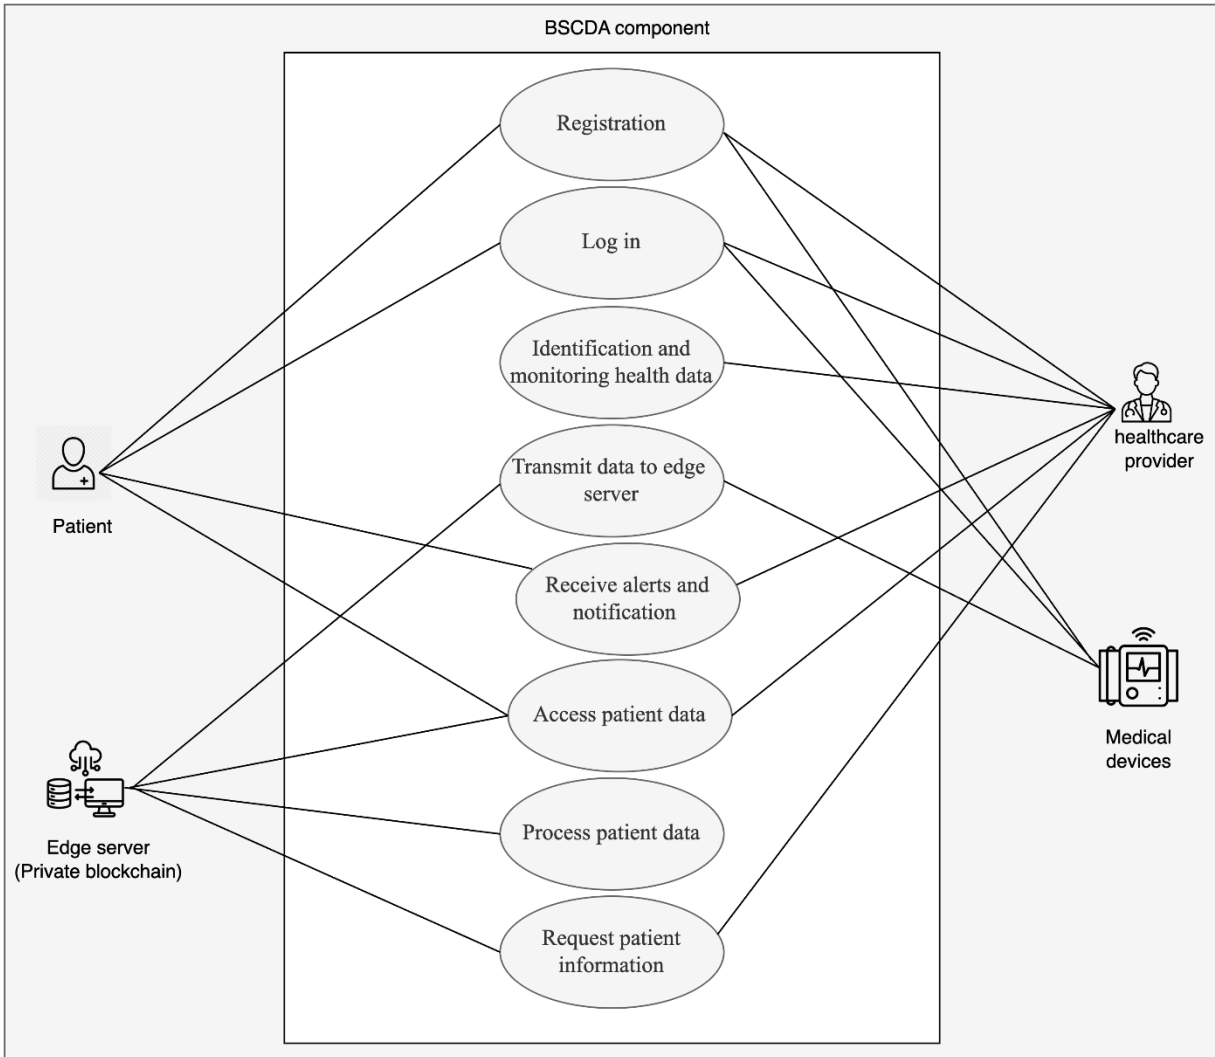 BSCDA component
Registration
Log in
Identification and
monitoring health data
Transmit data to edge
server
Receive alerts and
notification
Access patient data
Process patient data
Request patient
information
Patient
Edge server
(Private blockchain)
healthcare
provider
Medical
devices